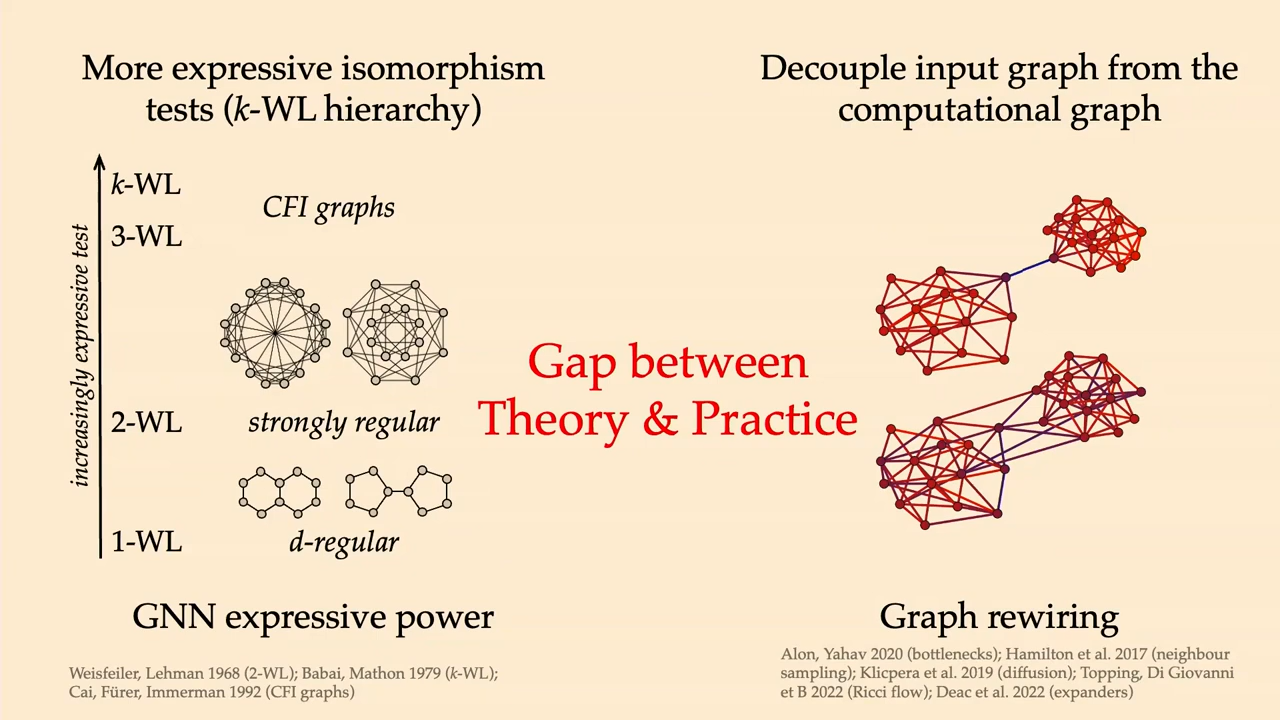 More expressive isomorphism
tests (k-WL hierarchy)
increasingly expressive test
k-WL
CFI graphs
3-WL
2-WL
strongly regular
1-WL
d-regular
GNN expressive power
Weisfeiler, Lehman 1968 (2-WL); Babai, Mathon 1979 (k-WL);
Cai, Fürer, Immerman 1992 (CFI graphs)
Gap between
Theory & Practice
Decouple input graph from the
computational graph
Graph rewiring
Alon, Yahav 2020 (bottlenecks); Hamilton et al. 2017 (neighbour
sampling); Klicpera et al. 2019 (diffusion); Topping, Di Giovanni
et B 2022 (Ricci flow); Deac et al. 2022 (expanders)